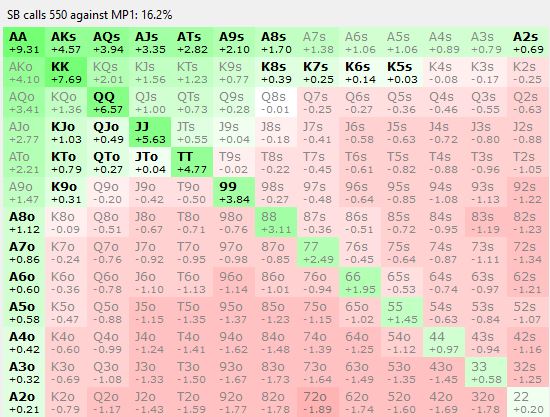 SB calls 550 against MP1: 16.2%
AA AKs AQs AJs ATs A9s A8s A7s A6s A5s A4s A3s A2s
+9.31 +4.57 +3.94 +3.35 +2.82 +2.10 +1.70 +1.38 +1.06 +1.06 +0.89 +0.79 +0.69
AKo KK KQs KJs KTs K9s K8s K7s K6s K5s K4s K3s K2s
+4.10 +7.69 +2.01 +1.56 +1.23 +0.77 +0.39 +0.25 +0.14 +0.03 -0.08 -0.17 -0.25
AQo KQo QQ QJs QTs Q9s Q8s Q7s Q6s Q5s Q4s Q3s Q2s
+3.41 +1.36 +6.57 +1.00 +0.73 +0.28 -0.01 -0.25 -0.27 -0.36 -0.46 -0.55 -0.63
AJo KJo QJo JJ JTs J9s J8s J7s J6s J5s J4s J3s J2s
+2.77 +1.03 +0.49 +5.63 +0.55 +0.04 -0.18 -0.41 -0.58 -0.63 -0.72 -0.80 -0.88
ATo KTo QTo JTo TT T9s T8s T7s T6s T5s T4s T3s T2s
+2.21 +0.79 +0.27 +0.04 +4.77 -0.02 -0.22 -0.45 -0.61 -0.82 -0.88 -0.96 -1.05
A9o K9o Q9o J9o T9o 99 98s 97s 96s 95s 94s 93s 92s
+1.47 +0.31 -0.20 -0.42 -0.50 +3.84 -0.27 -0.48 -0.64 -0.85 -1.08 -1.13 -1.22
A8o K8o Q8o J8o T8o 98o 88 87s 86s 85s 84s 83s 82s
+1.12 -0.09 -0.51 -0.67 -0.71 -0.76 +3.11 -0.36 -0.51 -0.72 -0.95 -1.19 -1.23
A7o K7o Q7o J7o T7o 97o 87o 77 76s 75s 74s 73s 72s
+0.86 -0.24 -0.76 -0.92 -0.95 -0.98 -0.85 +2.49 -0.45 -0.64 -0.87 -1.11 -1.34
A6o K6o Q6o J6o T6o 96o 86o 76o 66 65s 64s 63s 62s
+0.60 -0.36 -0.78 -1.10 -1.13 -1.14 -1.01 -0.94 +1.95 -0.53 -0.74 -0.97 -1.21
A5o K5o Q5o J5o T5o 95o 85o 75o 65o 55 54s 53s 52s
+0.58 -0.47 -0.88 -1.15 -1.35 -1.37 -1.23 -1.15 -1.02 +1.45 -0.63 -0.84 -1.07
A4o K4o Q4o J4o T4o 94o 84o 74o 64o 54o 44 43s 42s
+0.42 -0.60 -0.99 -1.24 -1.41 -1.62 -1.48 -1.39 -1.25 -1.12 +0.97 -0.94 -1.16
A3o K3o Q3o J3o T3o 93o 83o 73o 63o 53o 43o 33 32s
+0.32 -0.69 -1.08 -1.33 -1.50 -1.67 -1.73 -1.64 -1.50 -1.35 -1.45 +0.58 -1.25
A2o K2o Q2o J2o T2o 92o 82o 72o 62o 52o 42o 32o 22
+0.21 -0.79 -1.17 -1.43 -1.59 -1.77 -1.78 -1.89 -1.76 -1.60 -1.69 -1.78 +0.20